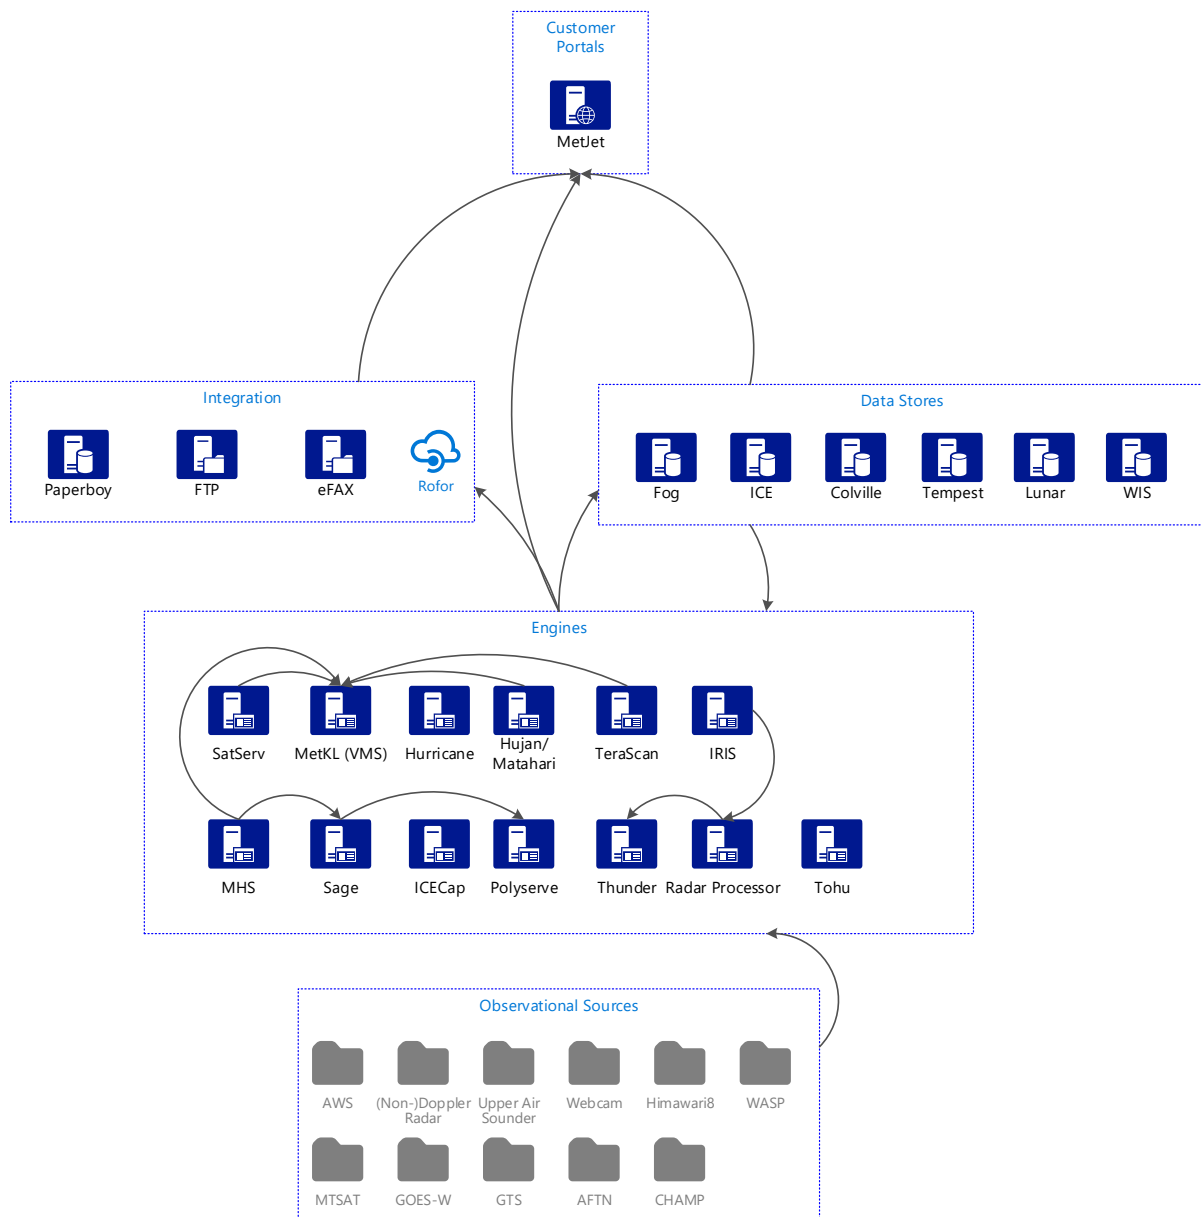 Customer
Portals
MetJet
Integration
Paperboy
FTP
eFAX
Rofor
Data Stores
Fog
ICE
Colville
Tempest
Lunar
WIS
Engines
SatServ
MetKL (VMS)
Hurricane
Hujan/
Matahari
TeraScan
IRIS
MHS
Sage
ICECap
Polyserve
Thunder
Radar Processor
Tohu
Observational Sources
AWS
(Non-)Doppler
Radar
Upper Air
Sounder
Webcam
Himawari8
WASP
MTSAT
GOES-W
GTS
AFTN
CHAMP